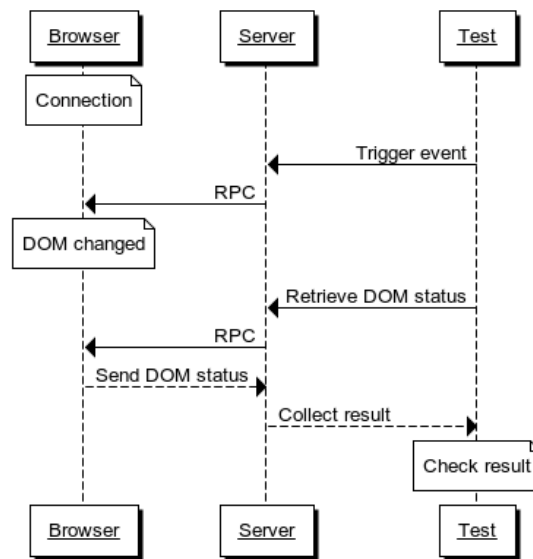 Browser
Server
Test
Connection
Trigger event
RPC
DOM changed
Retrieve DOM status
RPC
Send DOM status
Collect result
Check result
Browser
Server
Test